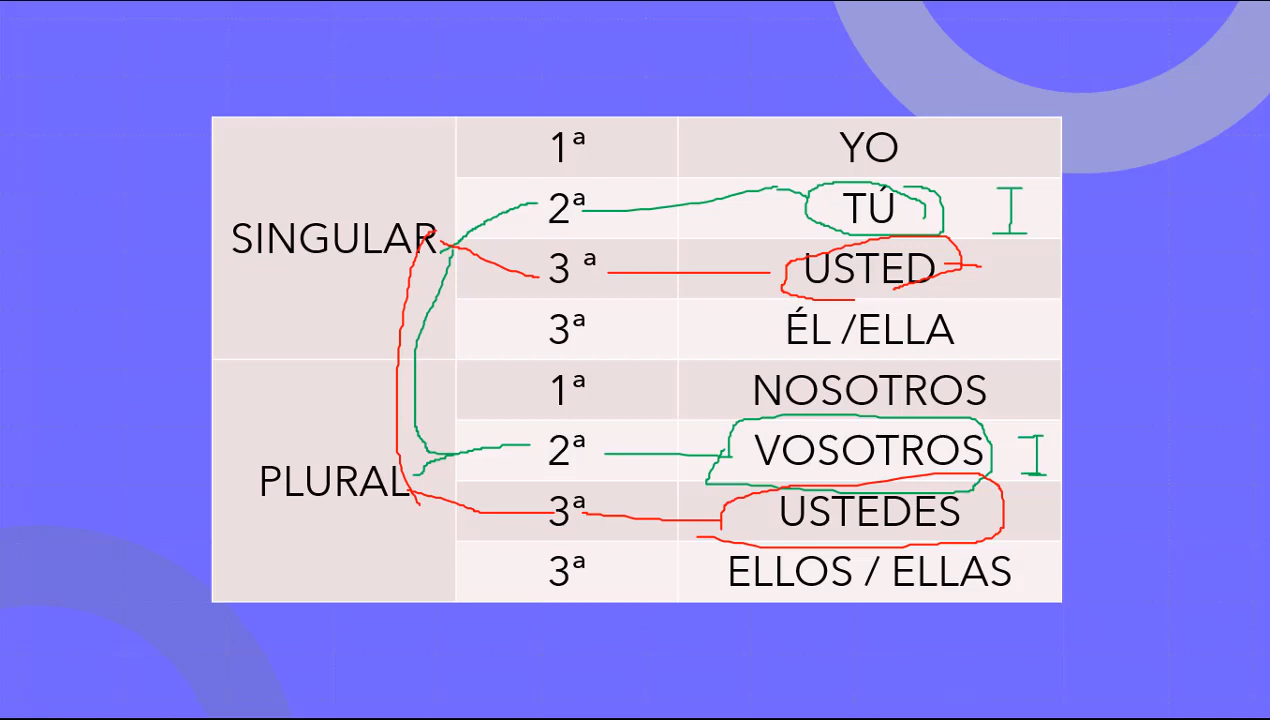 SINGULAR
1ª YO
2ª TÚ I
3 ª USTED
3ª ÉL /ELLA
PLURAL
1ª NOSOTROS
2ª VOSOTROS I
3ª USTEDES
3ª ELLOS / ELLAS